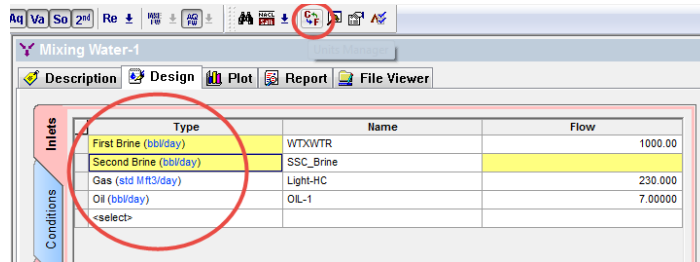 Aq Va So 2nd Re
Mixing Water-1
Units Manager
Description Design Plot Report File Viewer
Inlets
Conditions
Type Name Flow
First Brine (bbl/day) WTXWTR 1000.00
Second Brine (bbl/day) SSC_Brine
Gas (std Mft3/day) Light-HC 230.000
Oil (bbl/day) OIL-1 7.00000
<select>